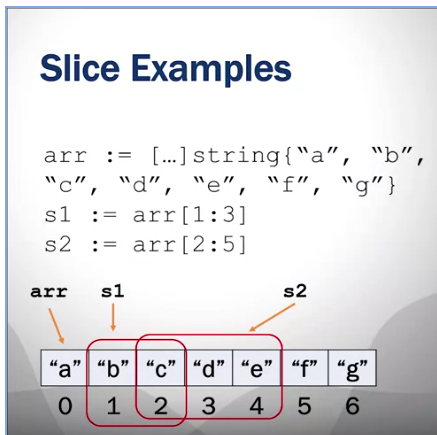 Slice Examples
arr := […]string{“a”, “b”,
“c”, “d”, “e”, “f”, “g”}
s1 := arr[1:3]
s2 := arr[2:5]
arr s1 s2
“a” “b” “c” “d” “e” “f” “g”
0 1 2 3 4 5 6